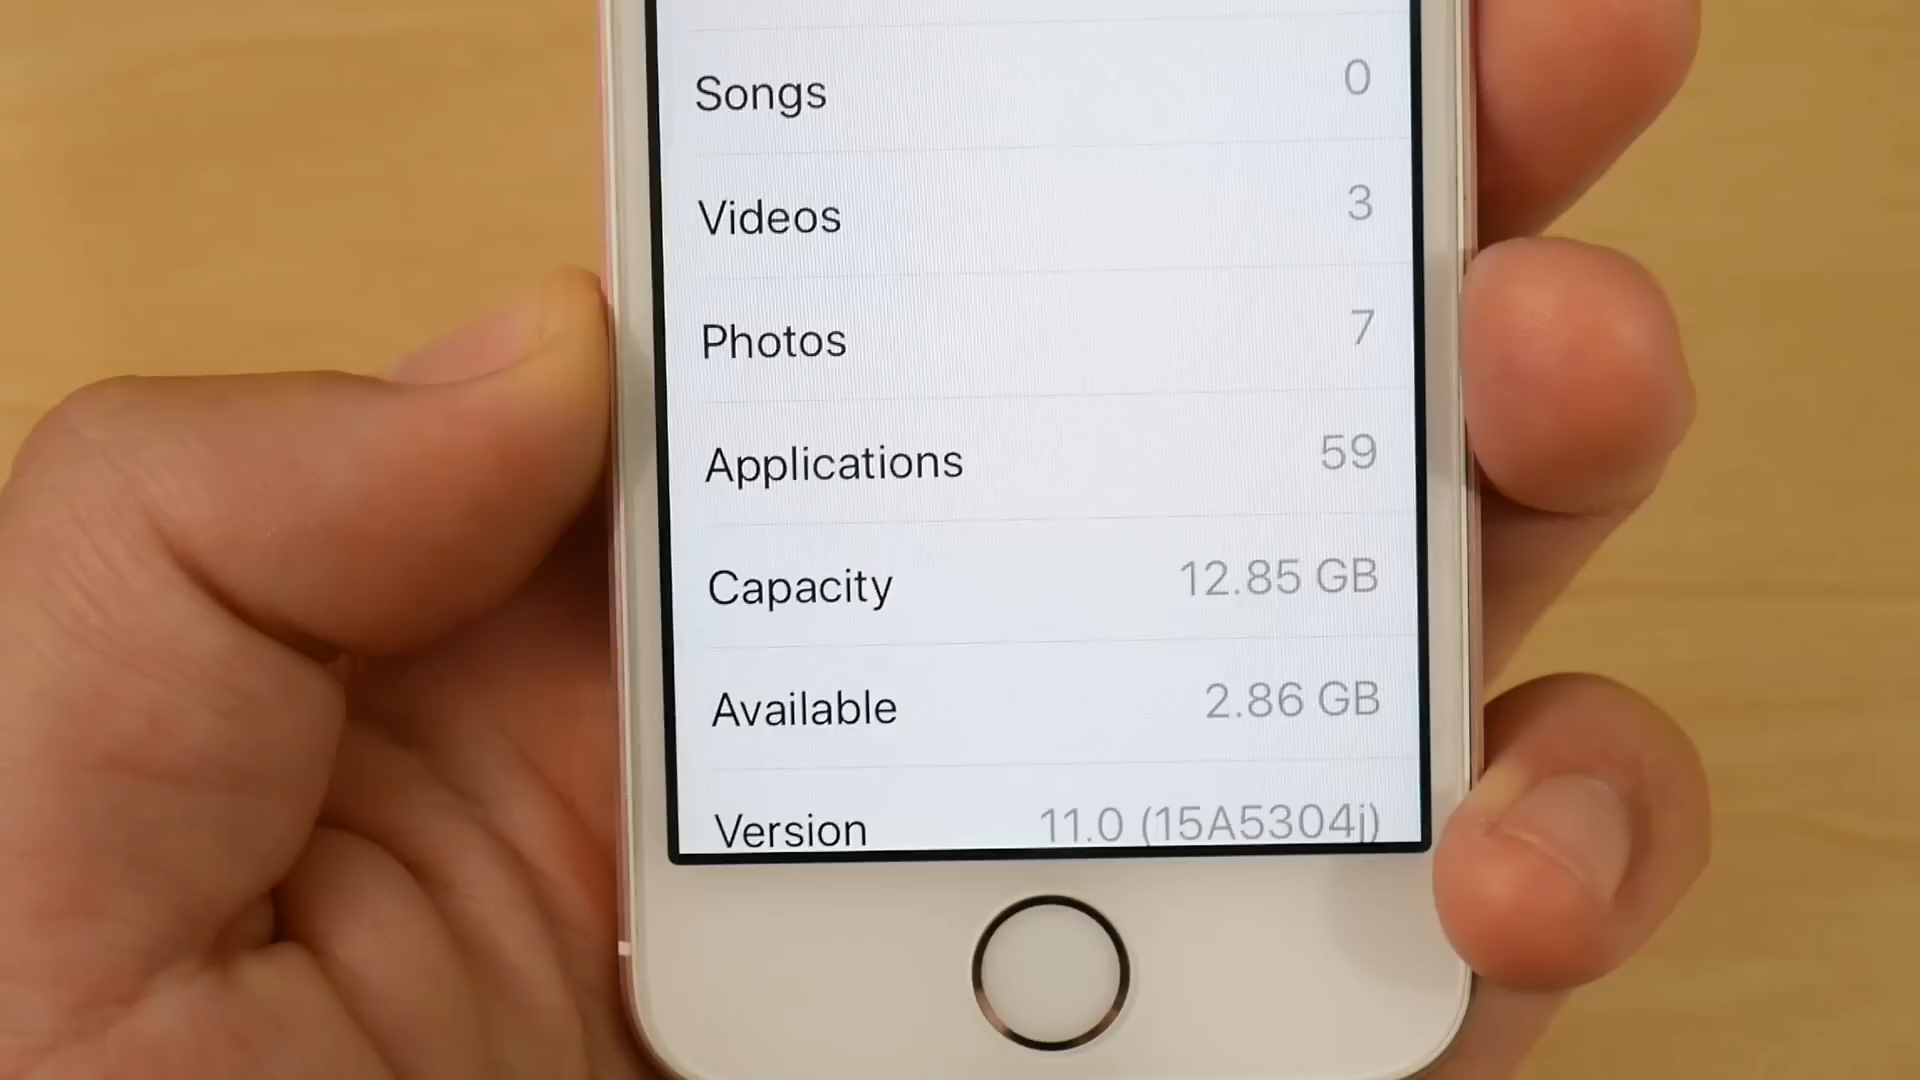 Songs 0
Videos 3
Photos 7
Applications 59
Capacity 12.85 GB
Available 2.86 GB
Version 11.0 (15A5304j)